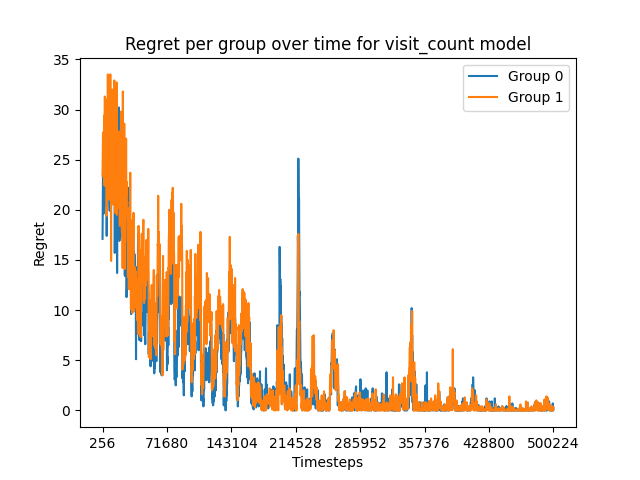 Regret per group over time for visit_count model
Group 0
Group 1
Regret
35
30
25
20
15
10
5
0
256 71680 143104 214528 285952 357376 428800 500224
Timesteps